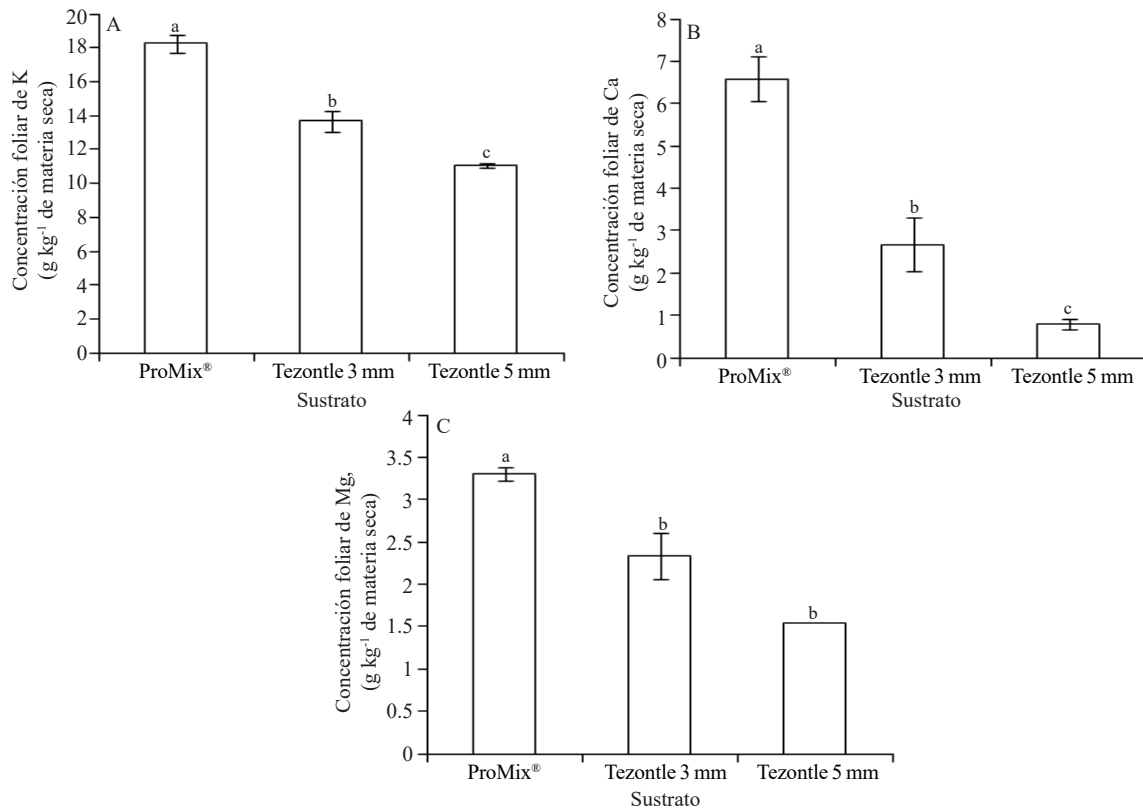 A
Concentración foliar de K
(g kg⁻¹ de materia seca)
20
18
16
14
12
10
8
6
4
2
0
a
b
c
ProMix®
Tezontle 3 mm
Tezontle 5 mm
Sustrato
B
Concentración foliar de Ca
(g kg⁻¹ de materia seca)
8
7
6
5
4
3
2
1
0
a
b
c
ProMix®
Tezontle 3 mm
Tezontle 5 mm
Sustrato
C
Concentración foliar de Mg,
(g kg⁻¹ de materia seca)
4
3.5
3
2.5
2
1.5
1
0.5
0
a
b
b
ProMix®
Tezontle 3 mm
Tezontle 5 mm
Sustrato